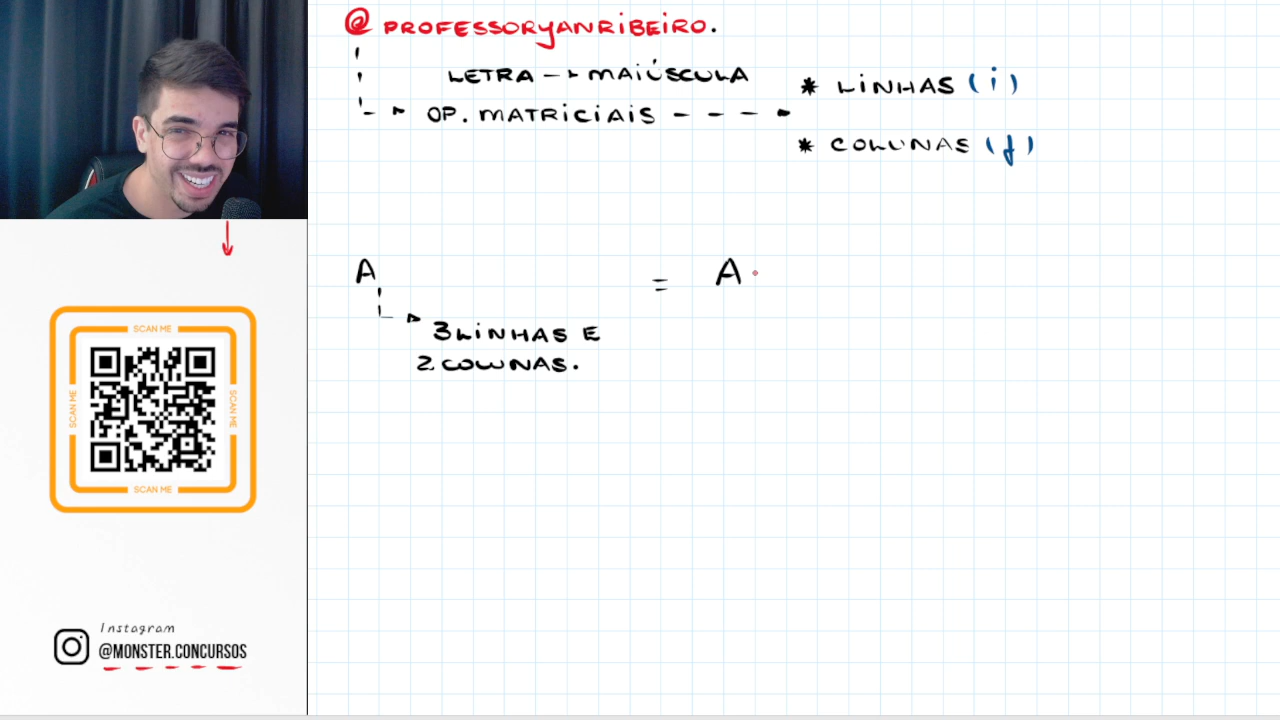 @ PROFESSORYANRIBEIRO.
LETRA → MAIÚSCULA
OP. MATRICIAIS
* LINHAS (i)
* COLUNAS (j)
A
= A
3 LINHAS E
2 COLUNAS.
SCAN ME
SCAN ME
SCAN ME
SCAN ME
Instagram
@MONSTER.CONCURSOS